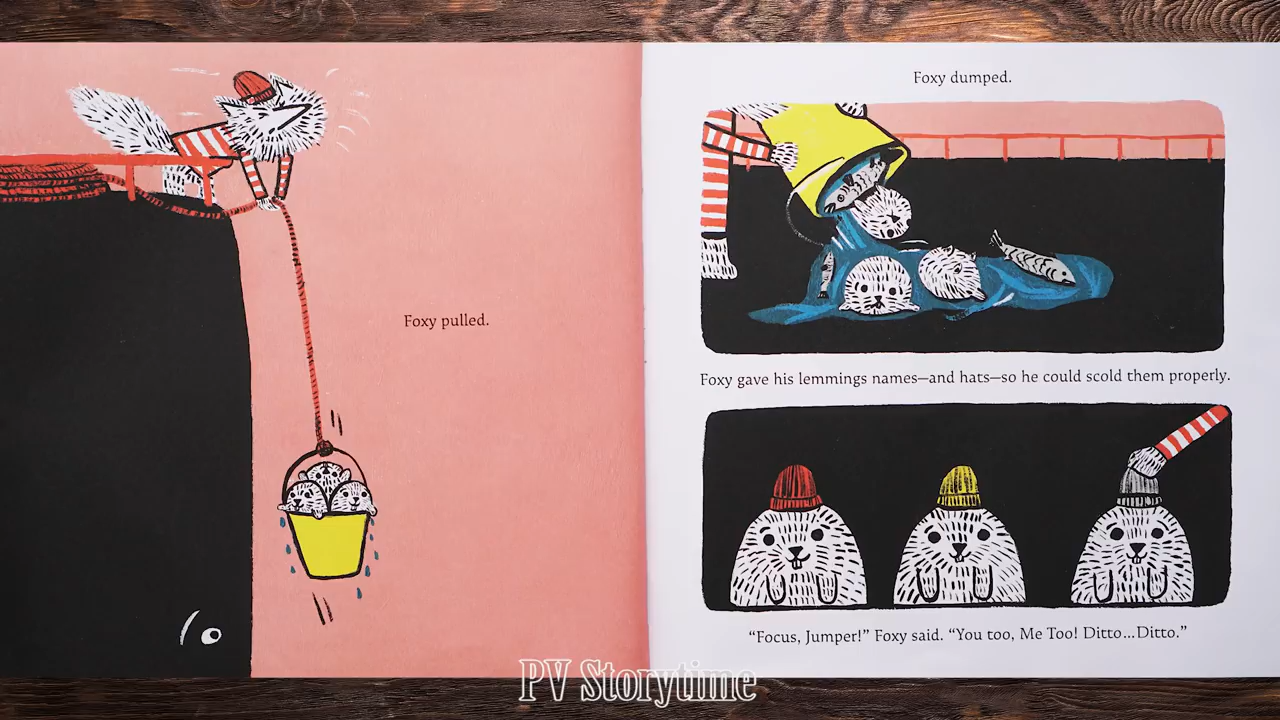 Foxy pulled.
Foxy dumped.
Foxy gave his lemmings names—and hats—so he could scold them properly.
“Focus, Jumper!” Foxy said. “You too, Me Too! Ditto...Ditto.”
PV Storytime